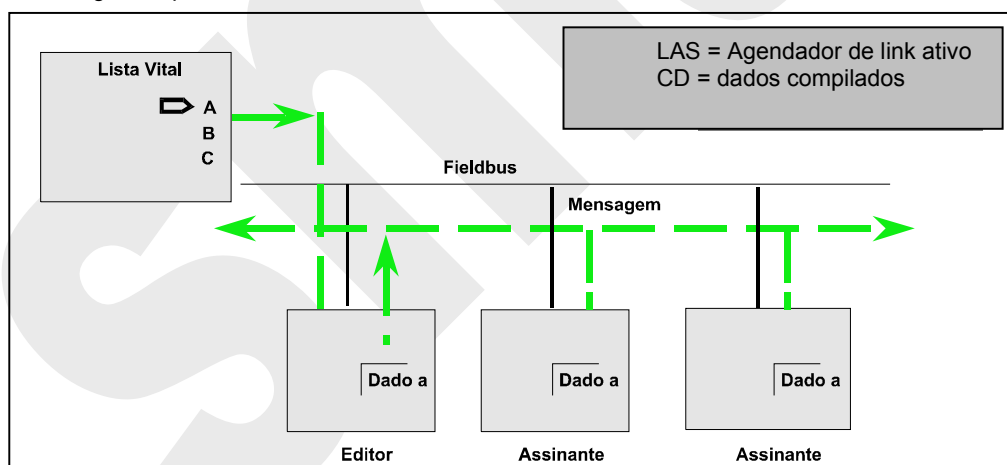 LAS = Agendador de link ativo
CD = dados compilados
Lista Vital
A
B
C
Fieldbus
Mensagem
Dado a
Dado a
Dado a
Editor
Assinante
Assinante